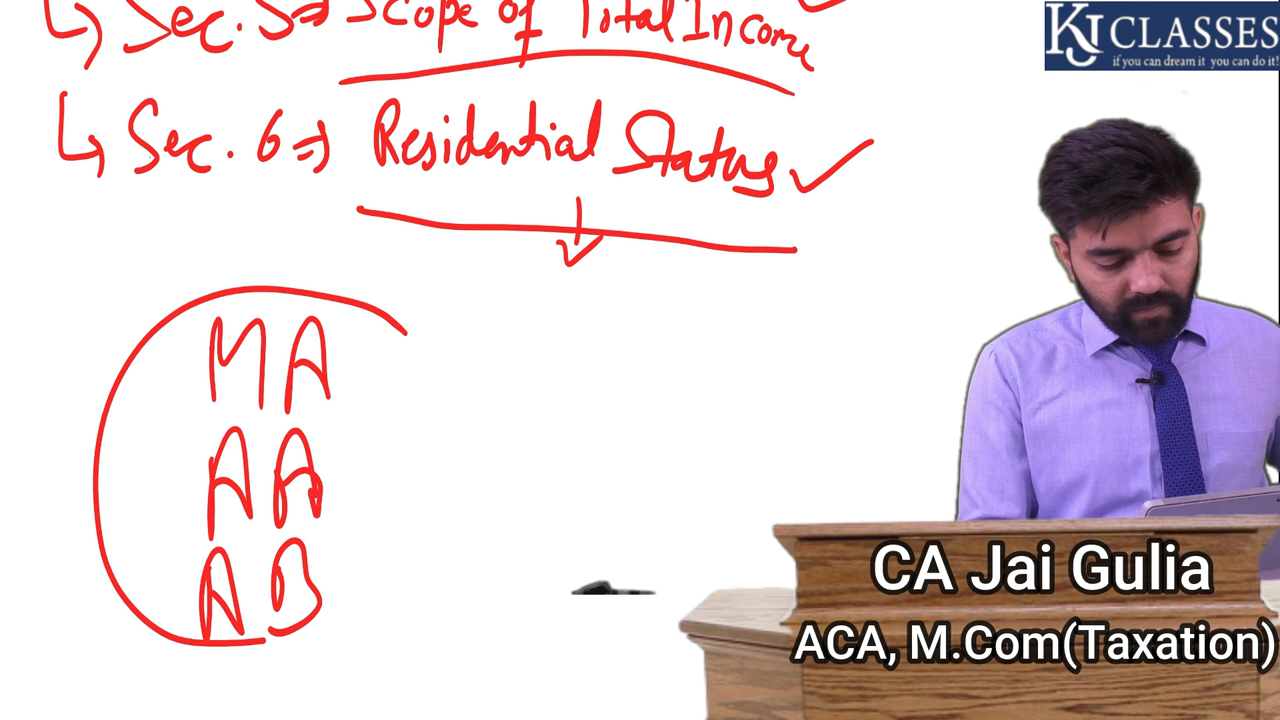 ↳ Sec. 5 ⇒ Scope of Total Income
↳ Sec. 6 ⇒ Residential Status ✓
MA
AA
AB
KJ CLASSES
if you can dream it you can do it!
CA Jai Gulia
ACA, M.Com(Taxation)